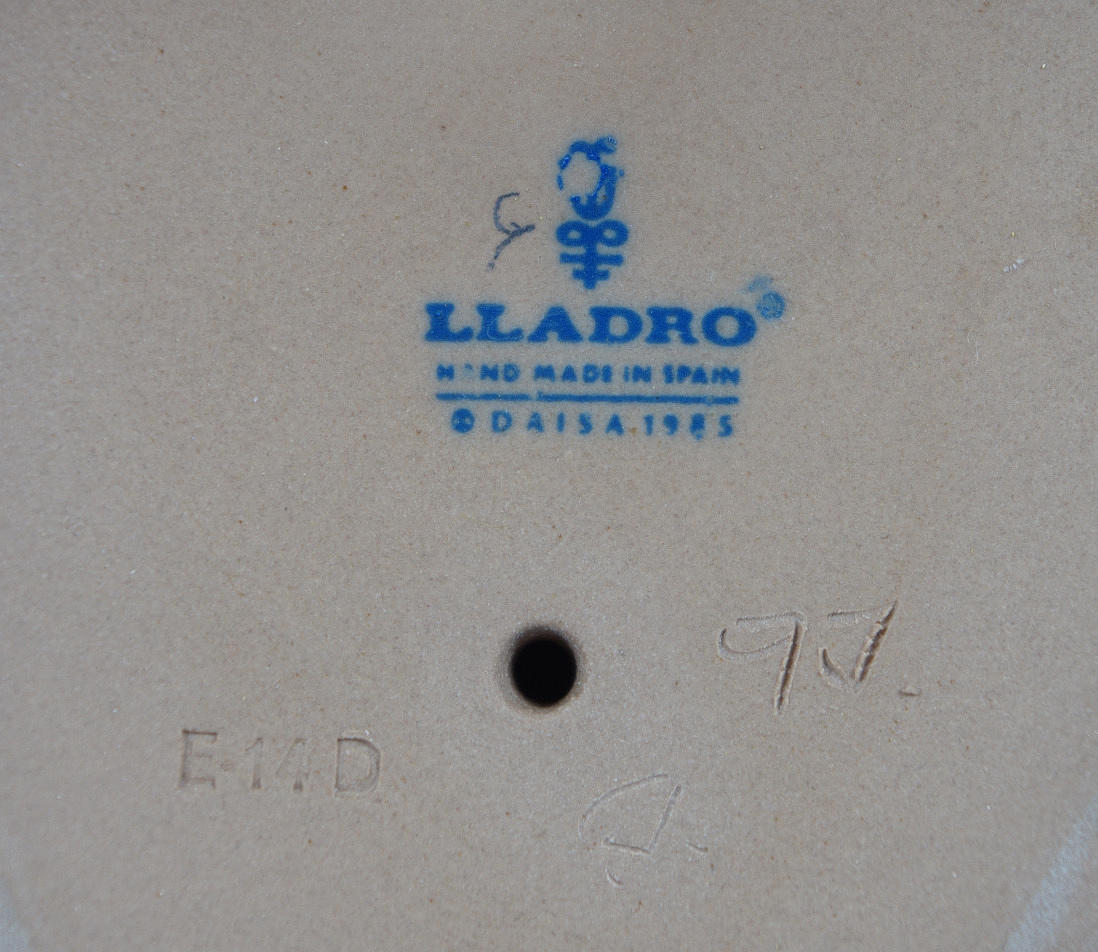 LLADRO®
HAND MADE IN SPAIN
© DAISA.1985
E-14 D